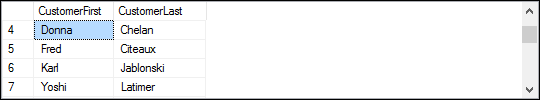 CustomerFirst CustomerLast
4 Donna Chelan
5 Fred Citeaux
6 Karl Jablonski
7 Yoshi Latimer